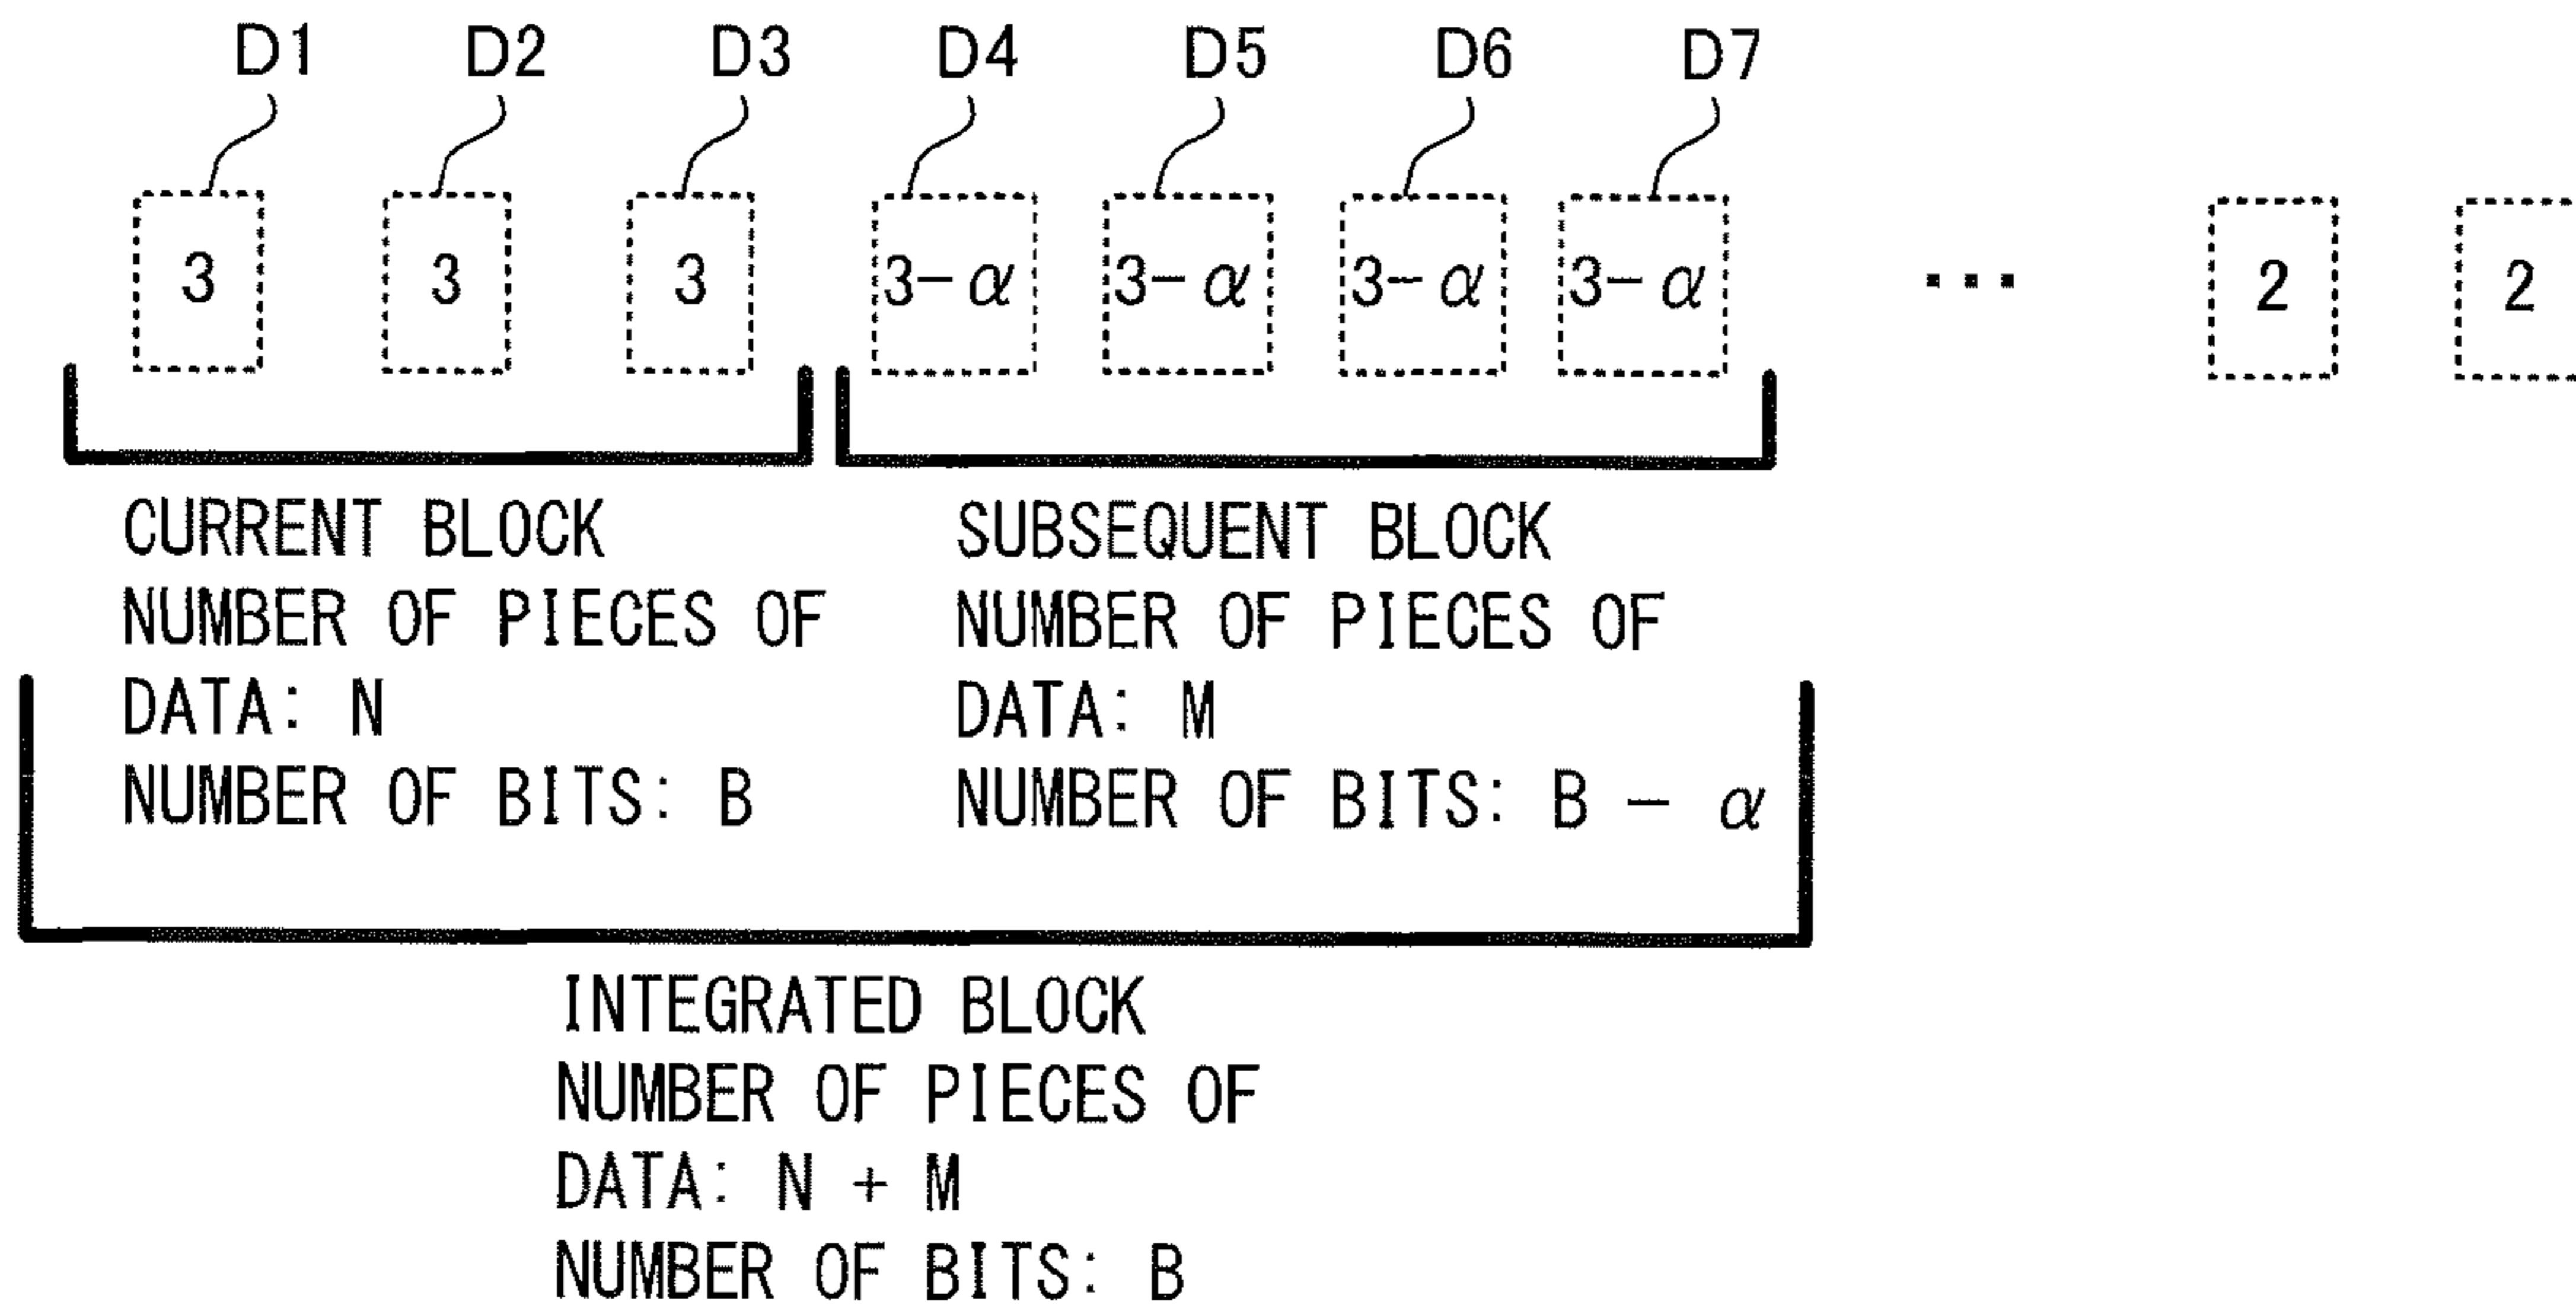 D1 D2 D3 D4 D5 D6 D7
3 3 3 3-α 3-α 3-α 3-α ... 2 2
CURRENT BLOCK
NUMBER OF PIECES OF
DATA: N
NUMBER OF BITS: B
SUBSEQUENT BLOCK
NUMBER OF PIECES OF
DATA: M
NUMBER OF BITS: B - α
INTEGRATED BLOCK
NUMBER OF PIECES OF
DATA: N + M
NUMBER OF BITS: B